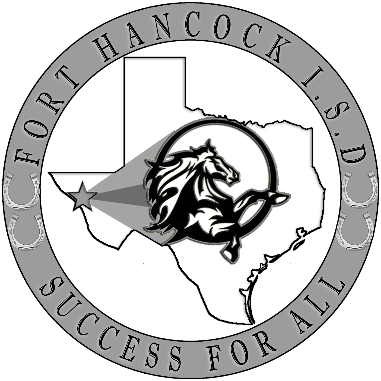 FORT HANCOCK I.S.D
SUCCESS FOR ALL